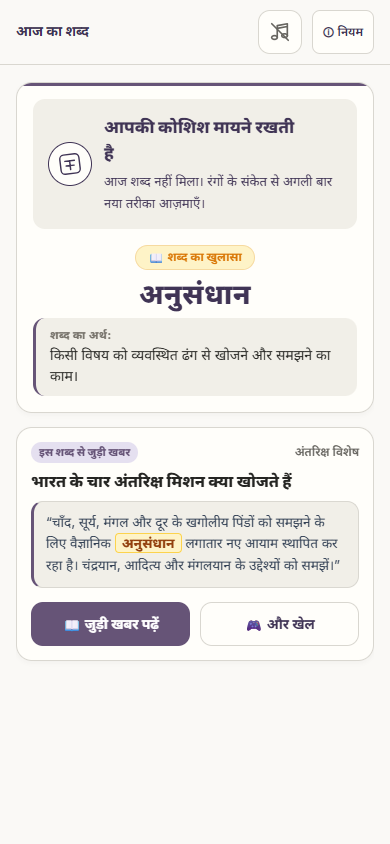 आज का शब्द
नियम
आपकी कोशिश मायने रखती
है
आज शब्द नहीं मिला। रंगों के संकेत से अगली बार
नया तरीका आज़माएँ।
शब्द का खुलासा
अनुसंधान
शब्द का अर्थ:
किसी विषय को व्यवस्थित ढंग से खोजने और समझने का
काम।
इस शब्द से जुड़ी खबर
अंतरिक्ष विशेष
भारत के चार अंतरिक्ष मिशन क्या खोजते हैं
“चाँद, सूर्य, मंगल और दूर के खगोलीय पिंडों को समझने के
लिए वैज्ञानिक अनुसंधान लगातार नए आयाम स्थापित कर
रहा है। चंद्रयान, आदित्य और मंगलयान के उद्देश्यों को समझें।”
जुड़ी खबर पढ़ें
और खेल